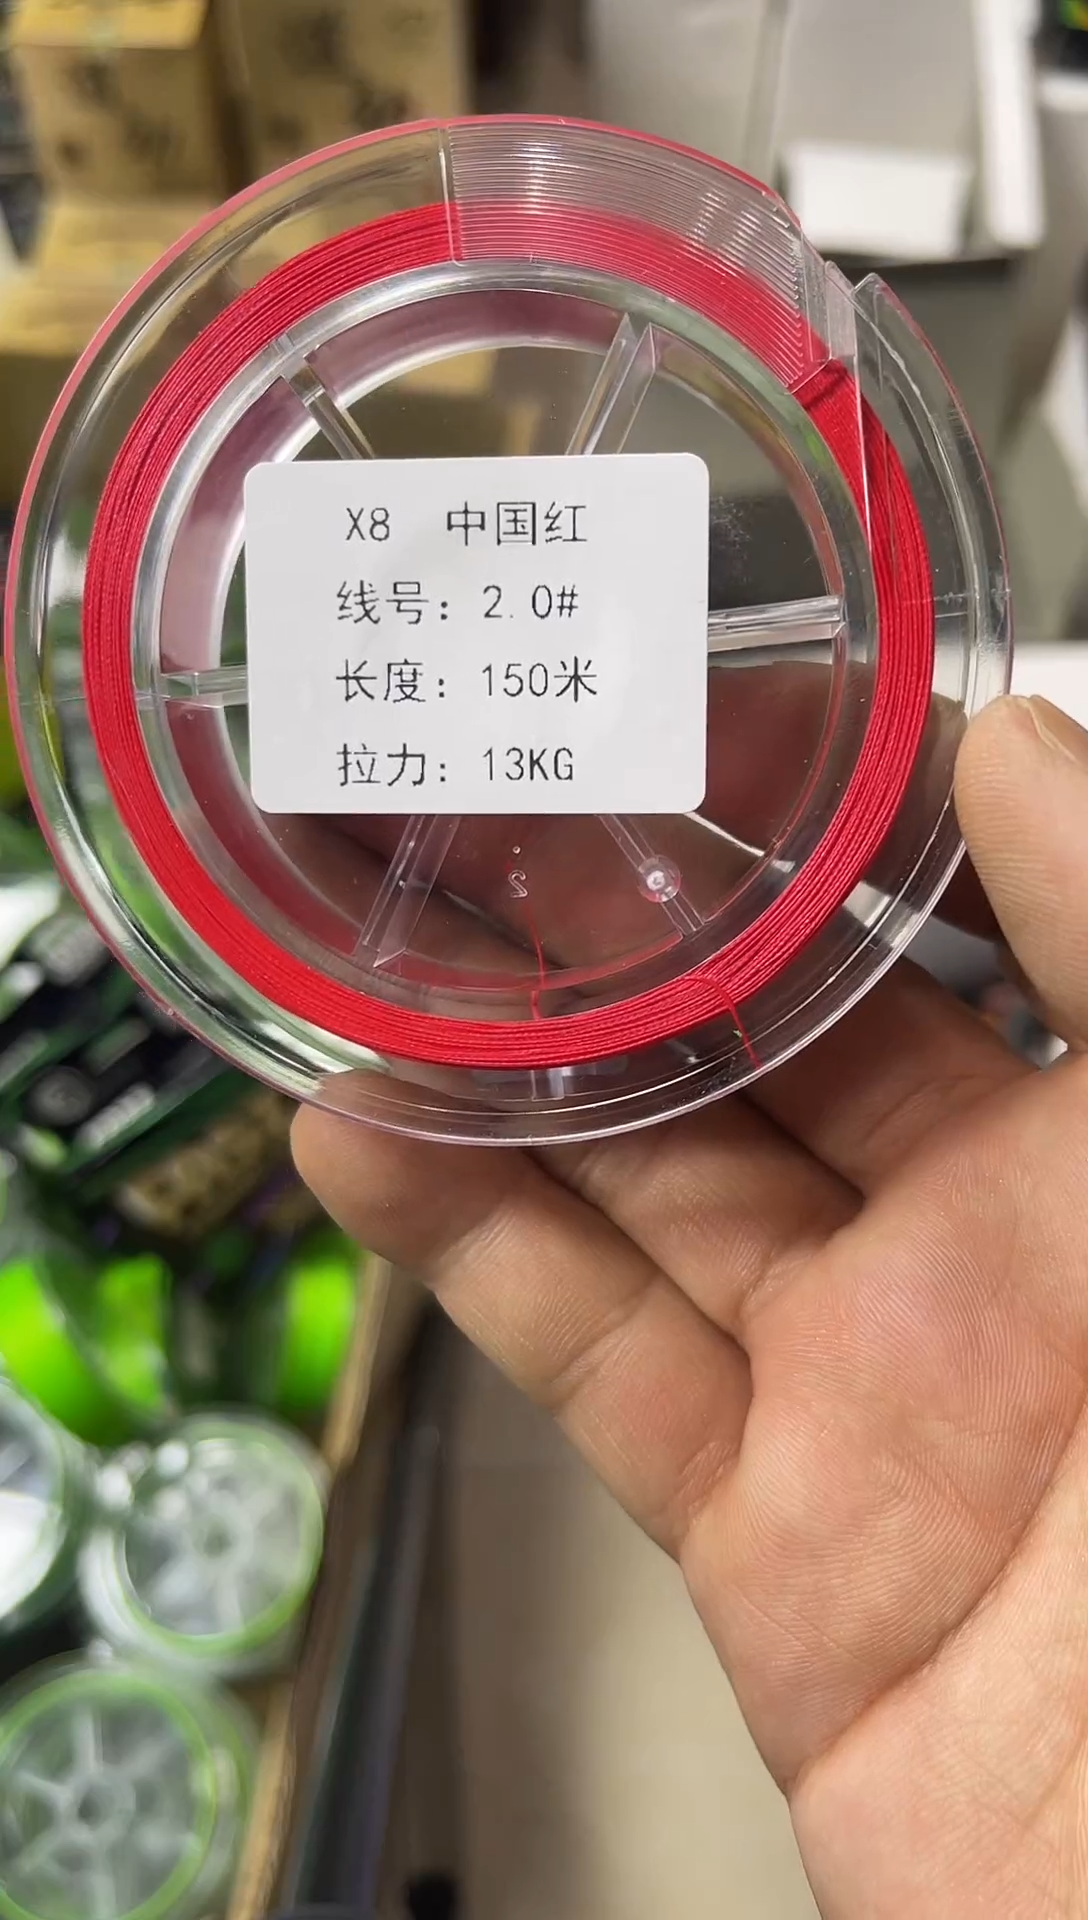 X8 中国红
线号：2.0#
长度：150米
拉力：13KG